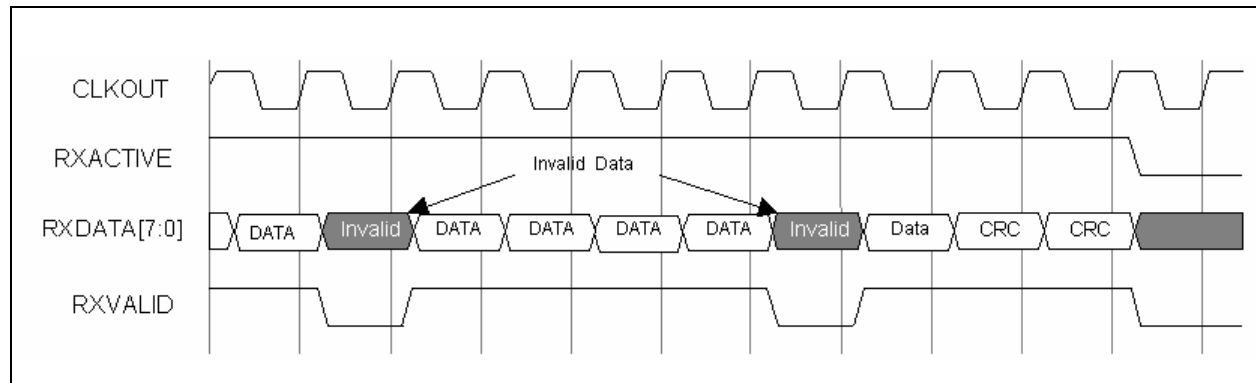 CLKOUT
RXACTIVE
Invalid Data
RXDATA[7:0] DATA Invalid DATA DATA DATA DATA Invalid Data CRC CRC
RXVALID